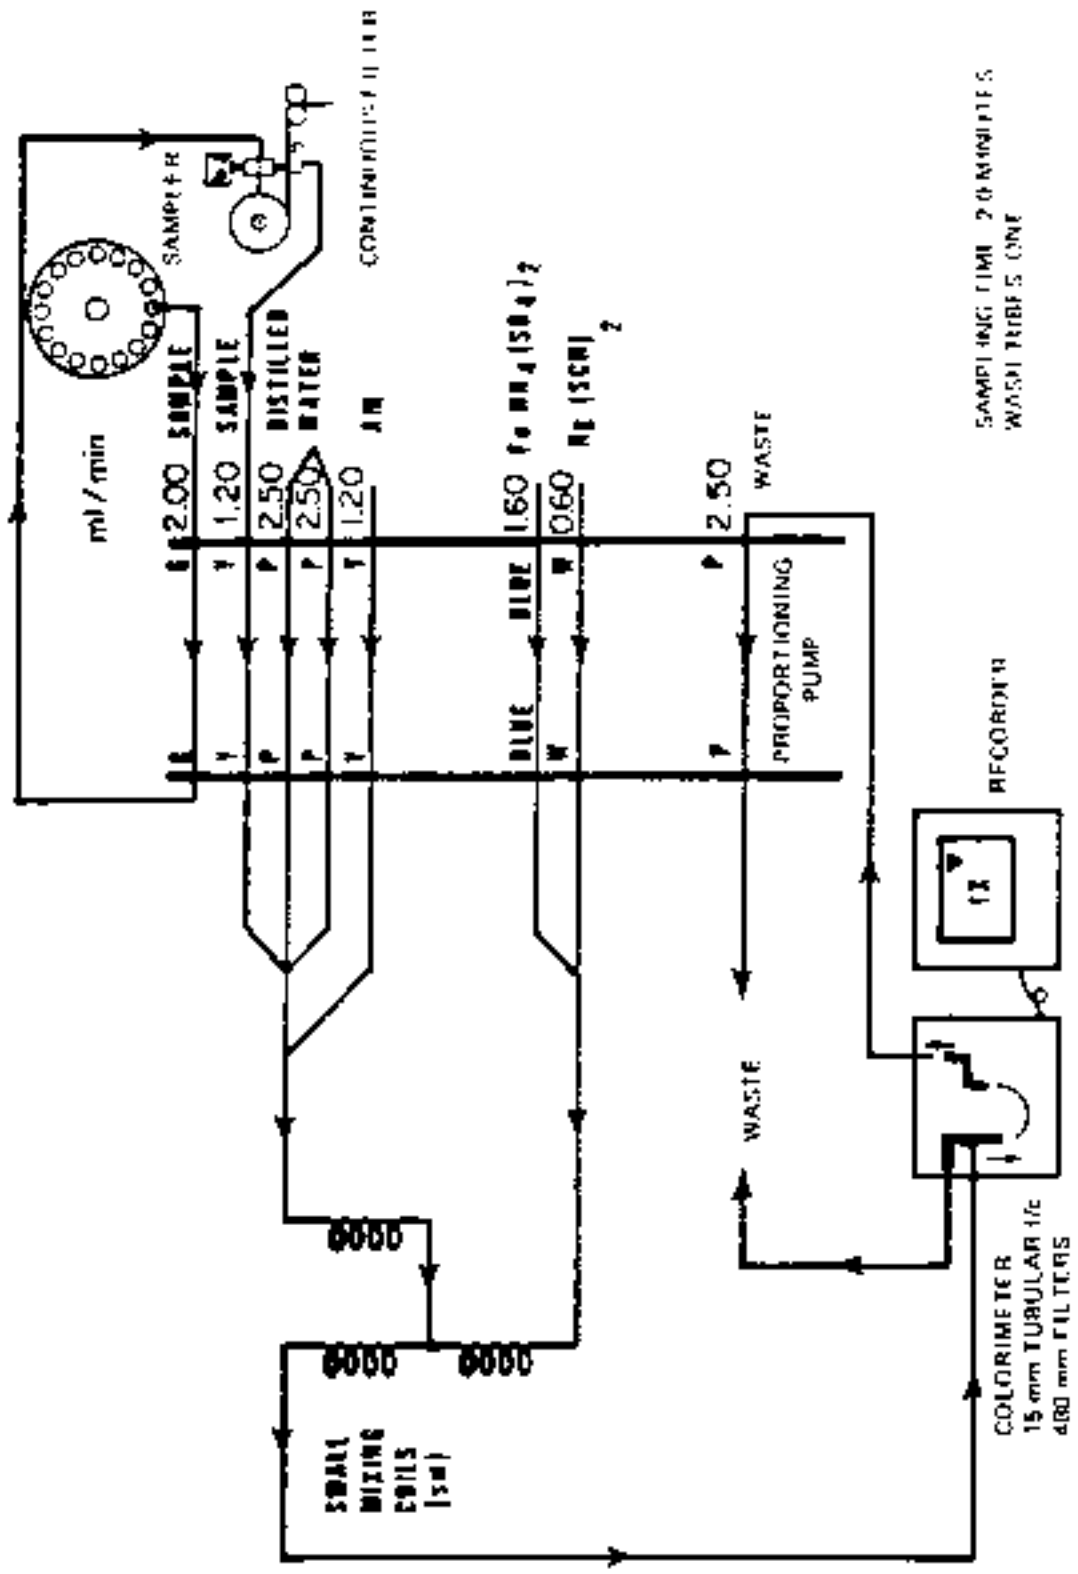 SAMPLER
CONTINUOUS FILTER
ml / min
G 2.00 SAMPLE
Y 1.20 SAMPLE
P 2.50 DISTILLED
P 2.50 WATER
Y 1.20
BLUE 1.60 Fe NH4 (SO4)2
W 0.60 (SCN) 2
P 2.50
WASTE
G
Y
P
P
Y
BLUE
W
P
PROPORTIONING
PUMP
WASTE
SMALL
MIXING
COILS
RECORDER
1X
COLORIMETER
15 mm TUBULAR f/c
480 mm FILTERS
SAMPLING TIME 2.0 MINUTES
WASH TUBES ONE